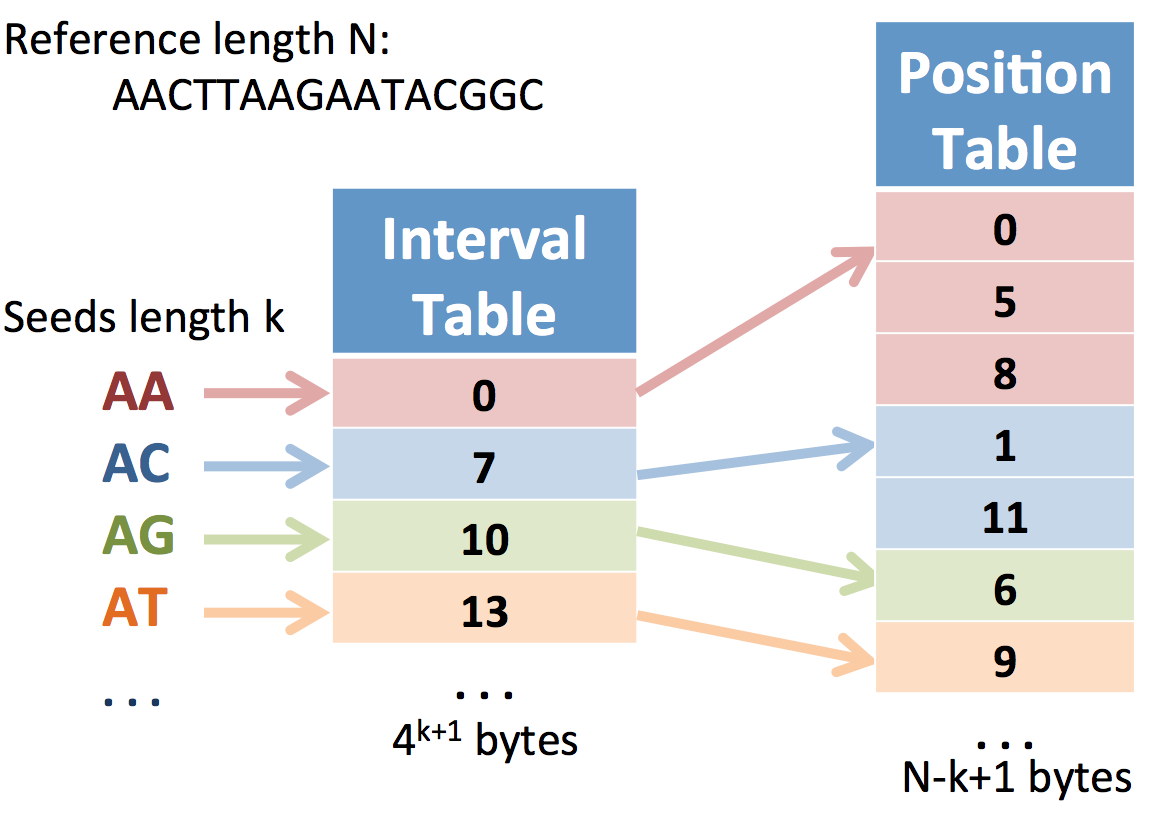 Reference length N:
AACTTAAGAATACGGC
Position
Table
Interval
Table
Seeds length k
AA
AC
AG
AT
...
0
7
10
13
...
4ᵏ⁺¹ bytes
0
5
8
1
11
6
9
...
N-k+1 bytes